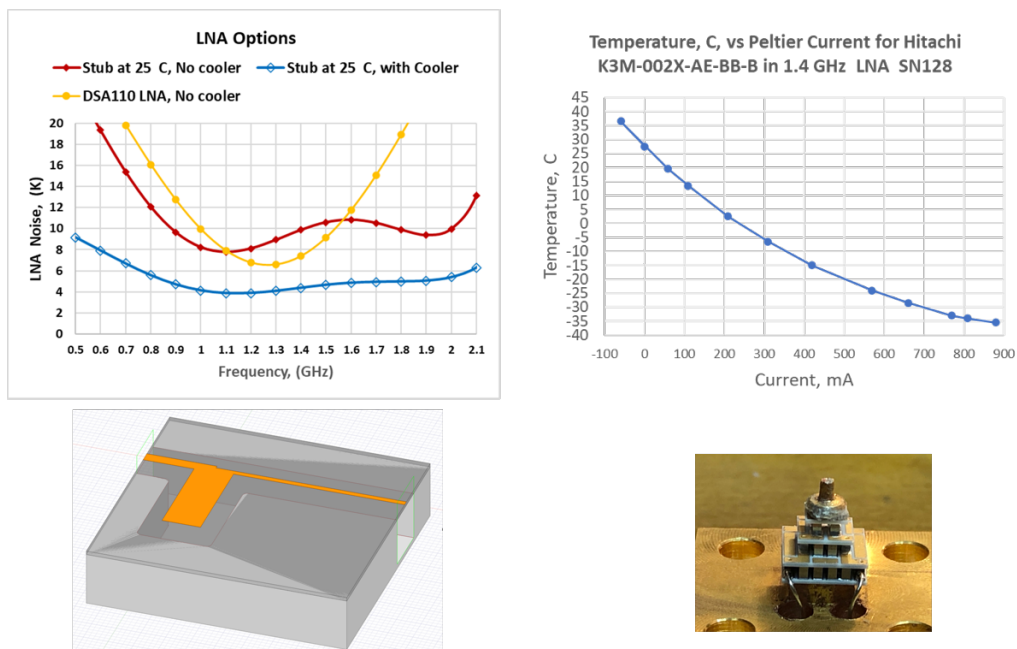 LNA Options
Stub at 25 C, No cooler
Stub at 25 C, with Cooler
DSA110 LNA, No cooler
LNA Noise, (K)
20
18
16
14
12
10
8
6
4
2
0
0.5 0.6 0.7 0.8 0.9 1 1.1 1.2 1.3 1.4 1.5 1.6 1.7 1.8 1.9 2 2.1
Frequency, (GHz)
Temperature, C, vs Peltier Current for Hitachi
K3M-002X-AE-BB-B in 1.4 GHz LNA SN128
Temperature, C
45
35
25
15
5
0
-5
-10
-15
-20
-25
-30
-35
-40
-100 0 100 200 300 400 500 600 700 800 900
Current, mA